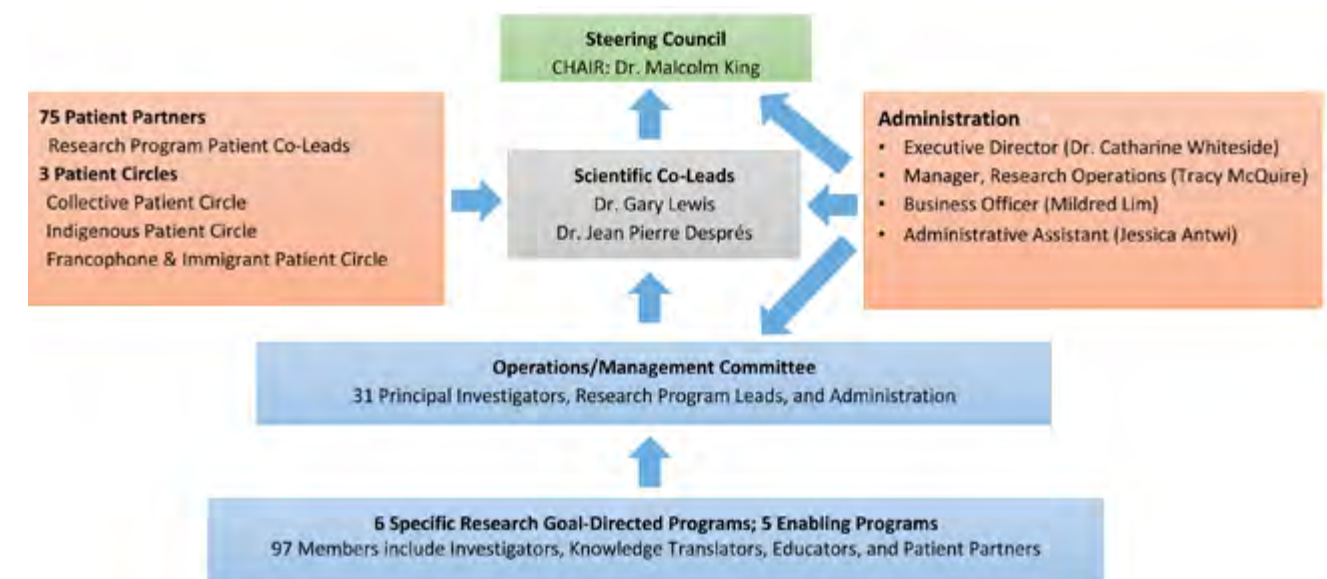 Steering Council
CHAIR: Dr. Malcolm King
75 Patient Partners
Research Program Patient Co-Leads
3 Patient Circles
Collective Patient Circle
Indigenous Patient Circle
Francophone & Immigrant Patient Circle
Scientific Co-Leads
Dr. Gary Lewis
Dr. Jean Pierre Després
Administration
• Executive Director (Dr. Catharine Whiteside)
• Manager, Research Operations (Tracy McQuire)
• Business Officer (Mildred Lim)
• Administrative Assistant (Jessica Antwi)
Operations/Management Committee
31 Principal Investigators, Research Program Leads, and Administration
6 Specific Research Goal-Directed Programs; 5 Enabling Programs
97 Members include Investigators, Knowledge Translators, Educators, and Patient Partners